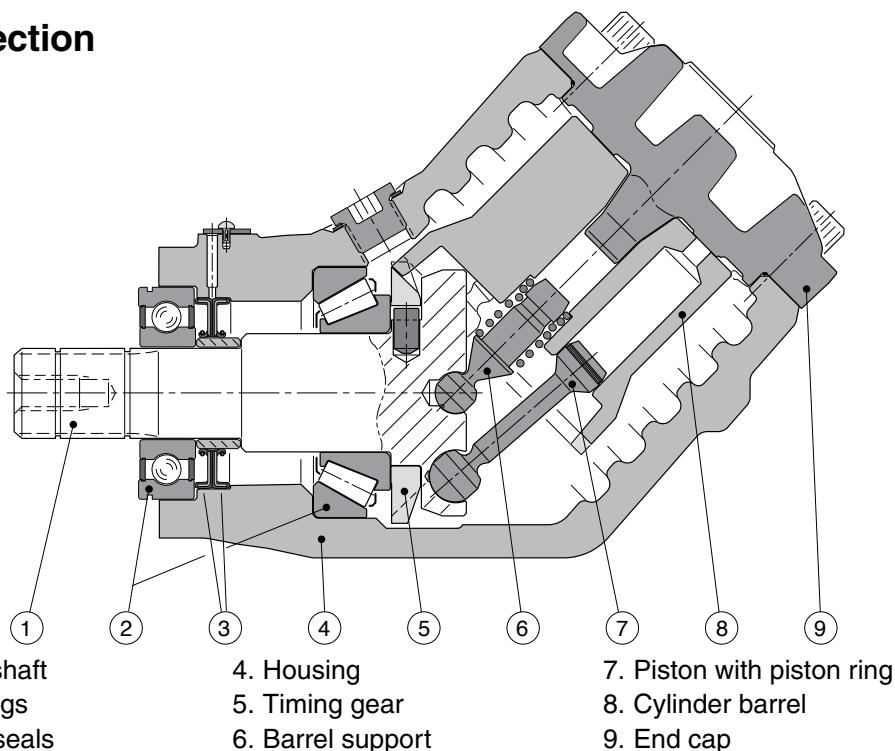 ection
1 2 3 4 5 6 7 8 9
shaft 4. Housing 7. Piston with piston ring
gs 5. Timing gear 8. Cylinder barrel
seals 6. Barrel support 9. End cap